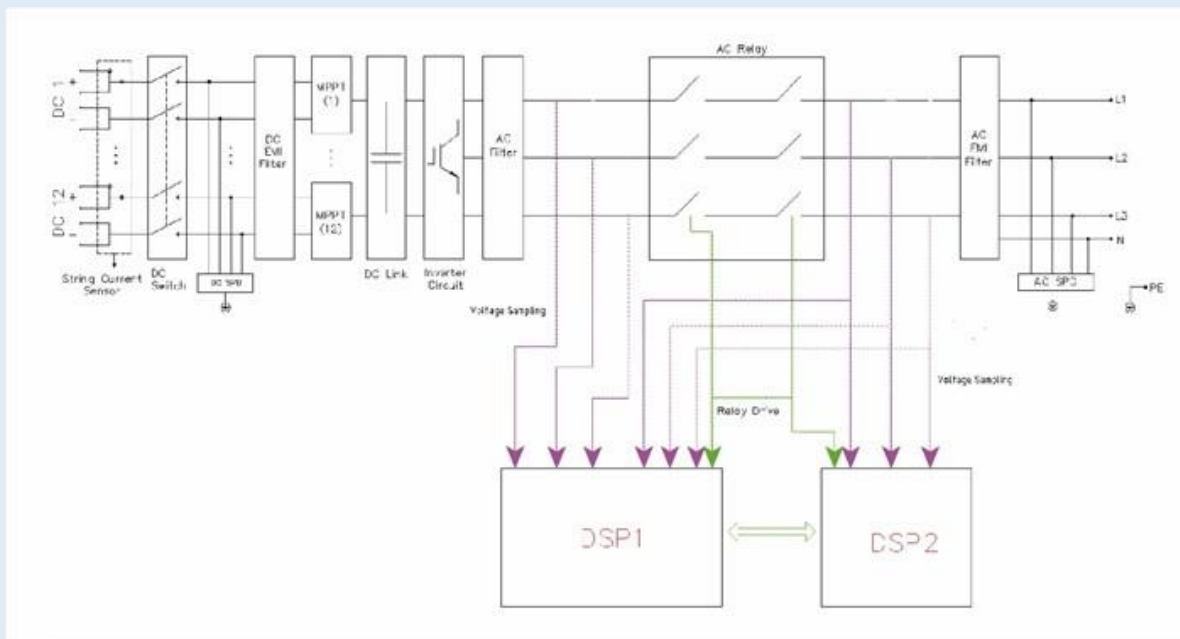 DC 1
+
-
DC 12
+
-
String Current
Sensor
DC
Switch
DC SPD
DC
EMI
Filter
MPPT
(1)
MPPT
(12)
DC Link
Inverter
Circuit
AC
Filter
AC Relay
AC
EMI
Filter
L1
L2
L3
N
AC SPD
PE
Voltage Sampling
Voltage Sampling
Relay Drive
DSP1
DSP2